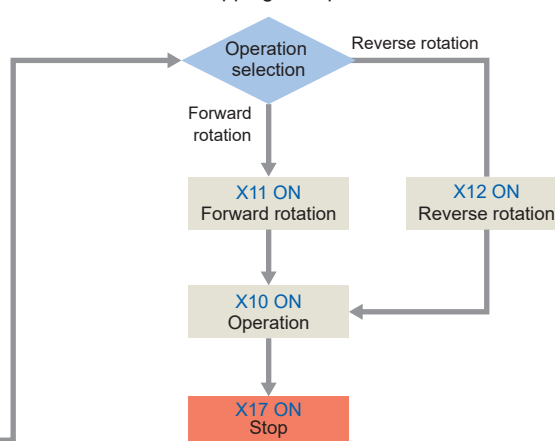 Operation
selection
Reverse rotation
Forward
rotation
X11 ON
Forward rotation
X12 ON
Reverse rotation
X10 ON
Operation
X17 ON
Stop